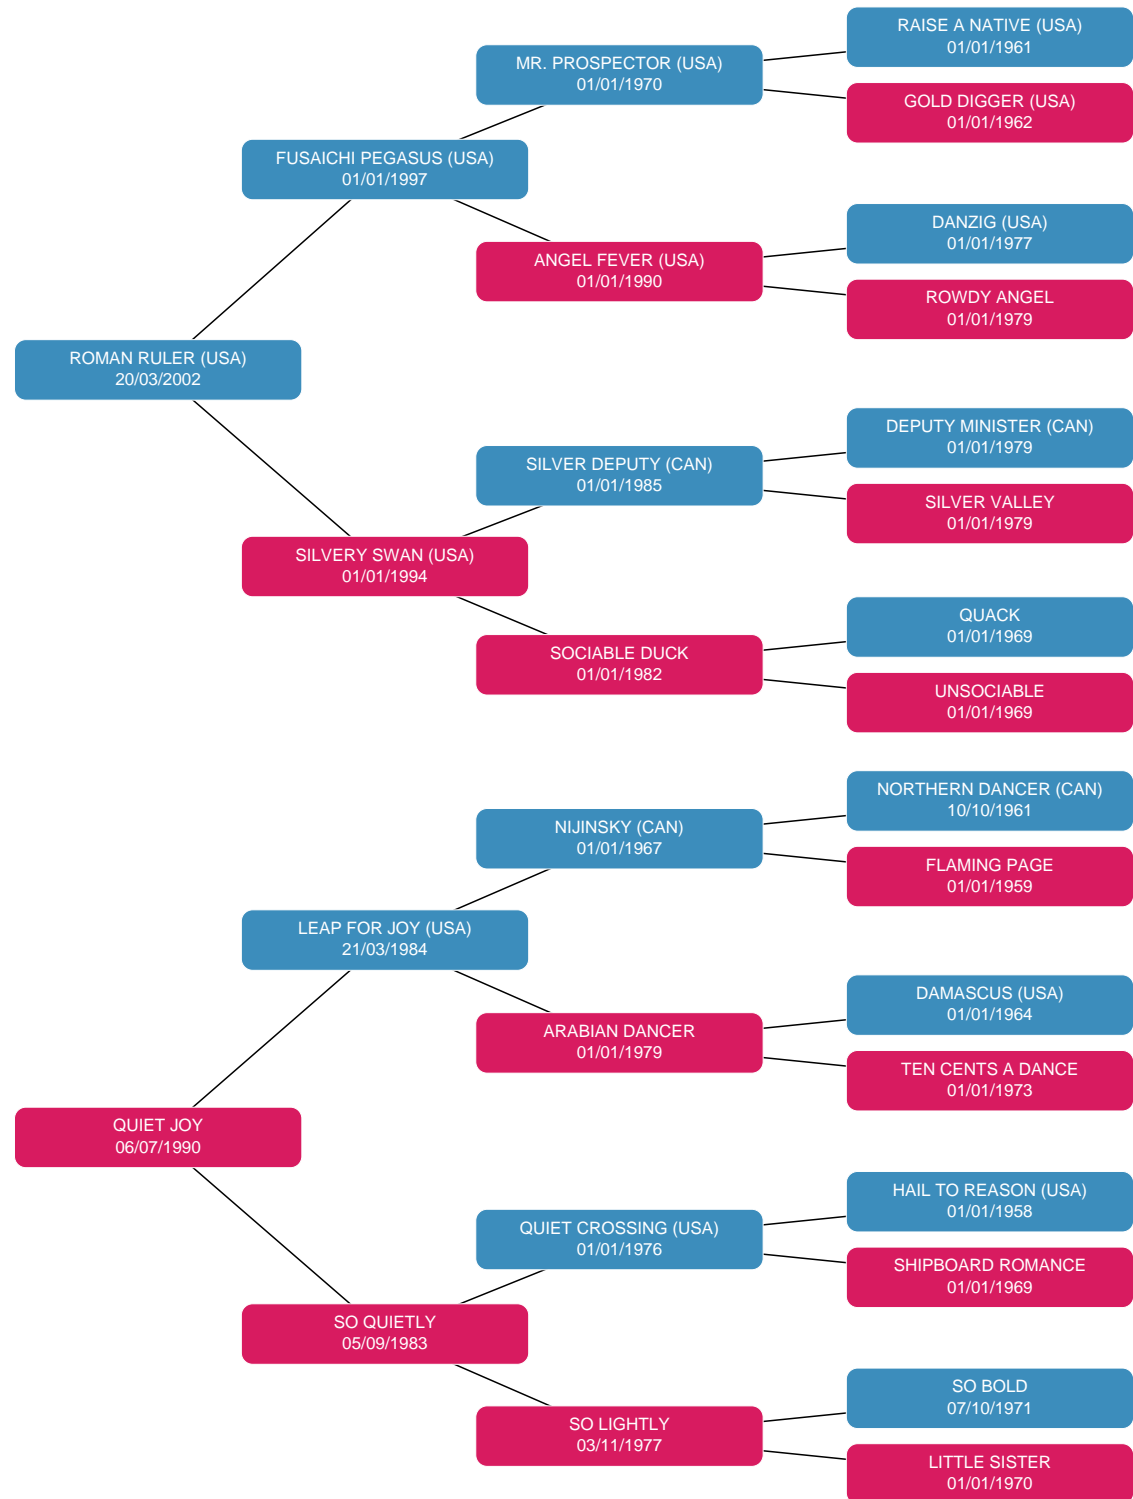 RAISE A NATIVE (USA)
01/01/1961
MR. PROSPECTOR (USA)
01/01/1970
GOLD DIGGER (USA)
01/01/1962
FUSAICHI PEGASUS (USA)
01/01/1997
DANZIG (USA)
01/01/1977
ANGEL FEVER (USA)
01/01/1990
ROWDY ANGEL
01/01/1979
ROMAN RULER (USA)
20/03/2002
DEPUTY MINISTER (CAN)
01/01/1979
SILVER DEPUTY (CAN)
01/01/1985
SILVER VALLEY
01/01/1979
SILVERY SWAN (USA)
01/01/1994
QUACK
01/01/1969
SOCIABLE DUCK
01/01/1982
UNSOCIABLE
01/01/1969
NORTHERN DANCER (CAN)
10/10/1961
NIJINSKY (CAN)
01/01/1967
FLAMING PAGE
01/01/1959
LEAP FOR JOY (USA)
21/03/1984
DAMASCUS (USA)
01/01/1964
ARABIAN DANCER
01/01/1979
TEN CENTS A DANCE
01/01/1973
QUIET JOY
06/07/1990
HAIL TO REASON (USA)
01/01/1958
QUIET CROSSING (USA)
01/01/1976
SHIPBOARD ROMANCE
01/01/1969
SO QUIETLY
05/09/1983
SO BOLD
07/10/1971
SO LIGHTLY
03/11/1977
LITTLE SISTER
01/01/1970